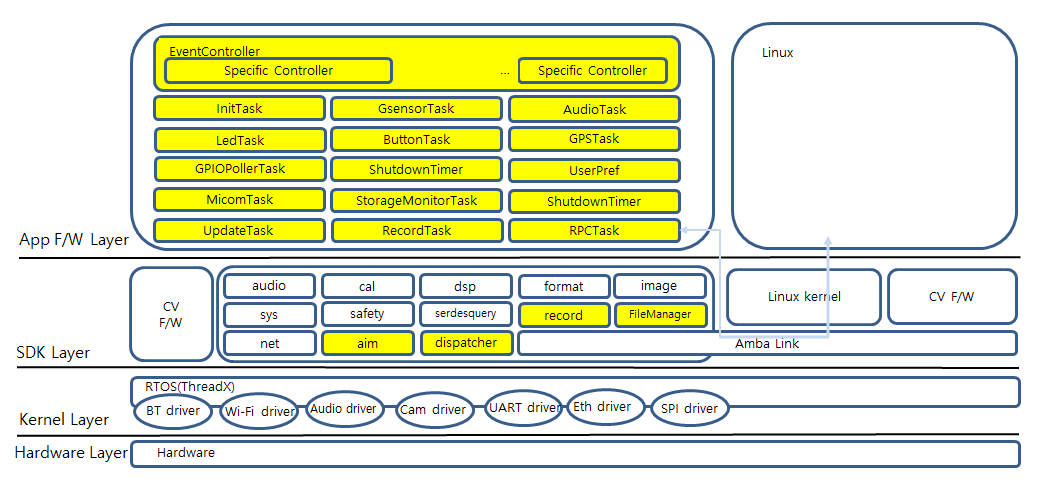 EventController
Specific Controller
...
Specific Controller
Linux
InitTask
GsensorTask
AudioTask
LedTask
ButtonTask
GPSTask
GPIOPollerTask
ShutdownTimer
UserPref
MicomTask
StorageMonitorTask
ShutdownTimer
UpdateTask
RecordTask
RPCTask
App F/W Layer
CV
F/W
audio
cal
dsp
format
image
Linux kernel
CV F/W
sys
safety
serdesquery
record
FileManager
net
aim
dispatcher
Amba Link
SDK Layer
RTOS(ThreadX)
BT driver
Wi-Fi driver
Audio driver
Cam driver
UART driver
Eth driver
SPI driver
Kernel Layer
Hardware Layer
Hardware